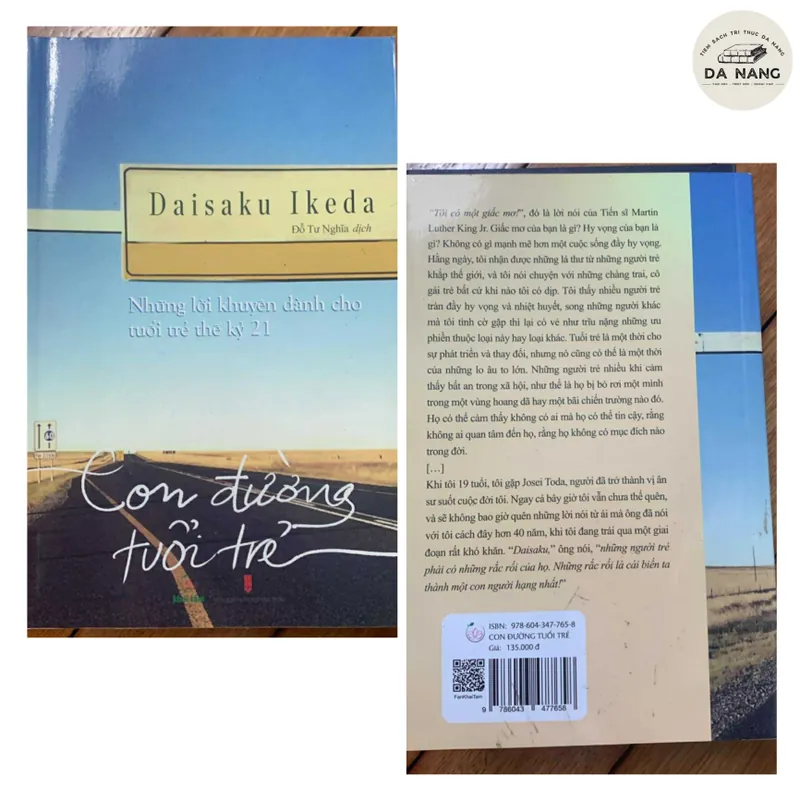 TIEM SACH TRI THUC DA NANG
DA NANG
Daisaku Ikeda
Đỗ Tư Nghĩa dịch
Những lời khuyên dành cho
tuổi trẻ thế kỷ 21
Con đường
tuổi trẻ
"Tôi có một giấc mơ!", đó là lời nói của Tiến sĩ Martin
Luther King Jr. Giấc mơ của bạn là gì? Hy vọng của bạn là
gì? Không có gì mạnh mẽ hơn một cuộc sống đầy hy vọng.
Hằng ngày, tôi nhận được những lá thư từ những người trẻ
khắp thế giới, và tôi nói chuyện với những chàng trai, cô
gái trẻ bất cứ khi nào tôi có dịp. Tôi thấy nhiều người trẻ
tràn đầy hy vọng và nhiệt huyết, song những người khác
mà tôi tình cờ gặp thì lại có vẻ như trĩu nặng những ưu
phiền thuộc loại này hay loại khác. Tuổi trẻ là một thời cho
sự phát triển và thay đổi, nhưng nó cũng có thể là một thời
của những lo âu to lớn. Những người trẻ nhiều khi cảm
thấy bất an trong xã hội, như thể là họ bị bỏ rơi một mình
trong một vùng hoang dã hay một bãi chiến trường nào đó.
Họ có thể cảm thấy không có ai mà họ có thể tin cậy, rằng
không ai quan tâm đến họ, rằng họ không có mục đích nào
trong đời.
[…]
Khi tôi 19 tuổi, tôi gặp Josei Toda, người đã trở thành vị ân
sư suốt cuộc đời tôi. Ngay cả bây giờ tôi vẫn chưa thể quên,
và sẽ không bao giờ quên những lời nói từ ái mà ông đã nói
với tôi cách đây hơn 40 năm, khi tôi đang trải qua một giai
đoạn rất khó khăn. "Daisaku," ông nói, "những người trẻ
phải có những rắc rối của họ. Những rắc rối là cái biến ta
thành một con người hạng nhất!"
ISBN: 978-604-347-765-8
CON ĐƯỜNG TUỔI TRẺ
Giá: 135.000 đ
FanKhaiTam
9 786043 477658